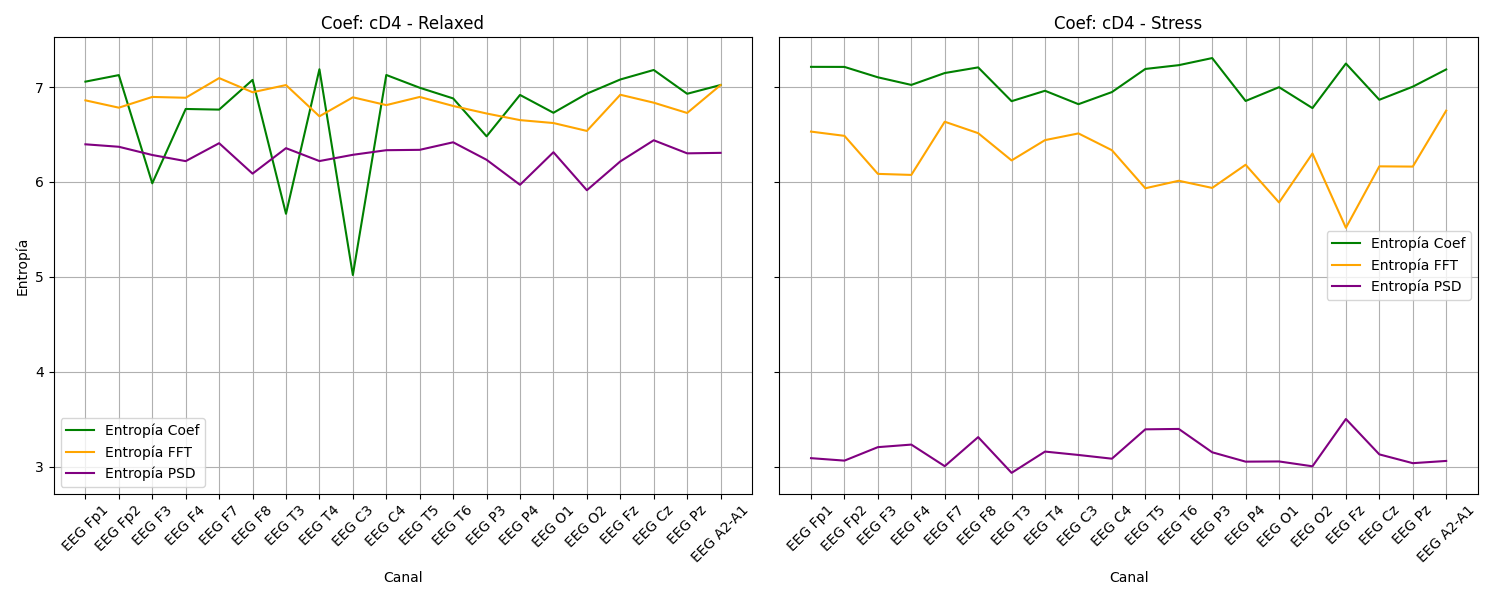 Coef: cD4 - Relaxed
Entropía
7
6
5
4
3
Entropía Coef
Entropía FFT
Entropía PSD
EEG Fp1
EEG Fp2
EEG F3
EEG F4
EEG F7
EEG F8
EEG T3
EEG T4
EEG C3
EEG C4
EEG T5
EEG T6
EEG P3
EEG P4
EEG O1
EEG O2
EEG Fz
EEG Cz
EEG Pz
EEG A2-A1
Canal
Coef: cD4 - Stress
Entropía Coef
Entropía FFT
Entropía PSD
EEG Fp1
EEG Fp2
EEG F3
EEG F4
EEG F7
EEG F8
EEG T3
EEG T4
EEG C3
EEG C4
EEG T5
EEG T6
EEG P3
EEG P4
EEG O1
EEG O2
EEG Fz
EEG Cz
EEG Pz
EEG A2-A1
Canal